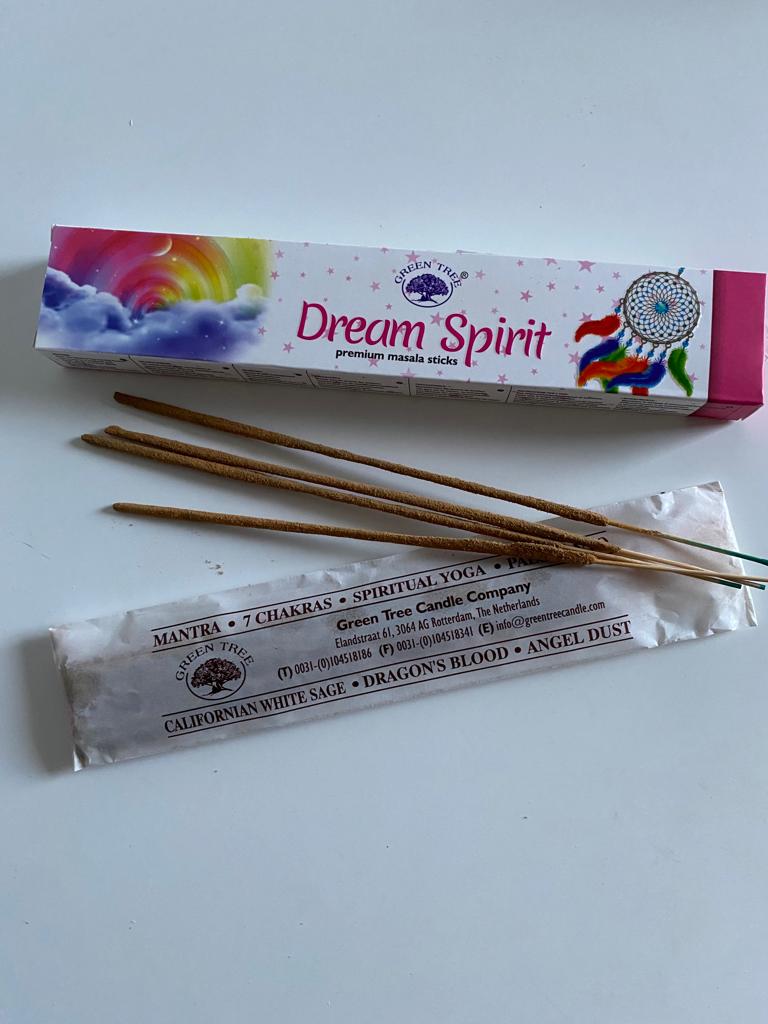 GREEN TREE®
Dream Spirit
premium masala sticks
MANTRA • 7 CHAKRAS • SPIRITUAL YOGA •
Green Tree Candle Company
Elandstraat 61, 3064 AG Rotterdam, The Netherlands
(T) 0031-(0)104518186 (F) 0031-(0)104518341 (E) info@greentreecandle.com
GREEN TREE
CALIFORNIAN WHITE SAGE • DRAGON'S BLOOD • ANGEL DUST